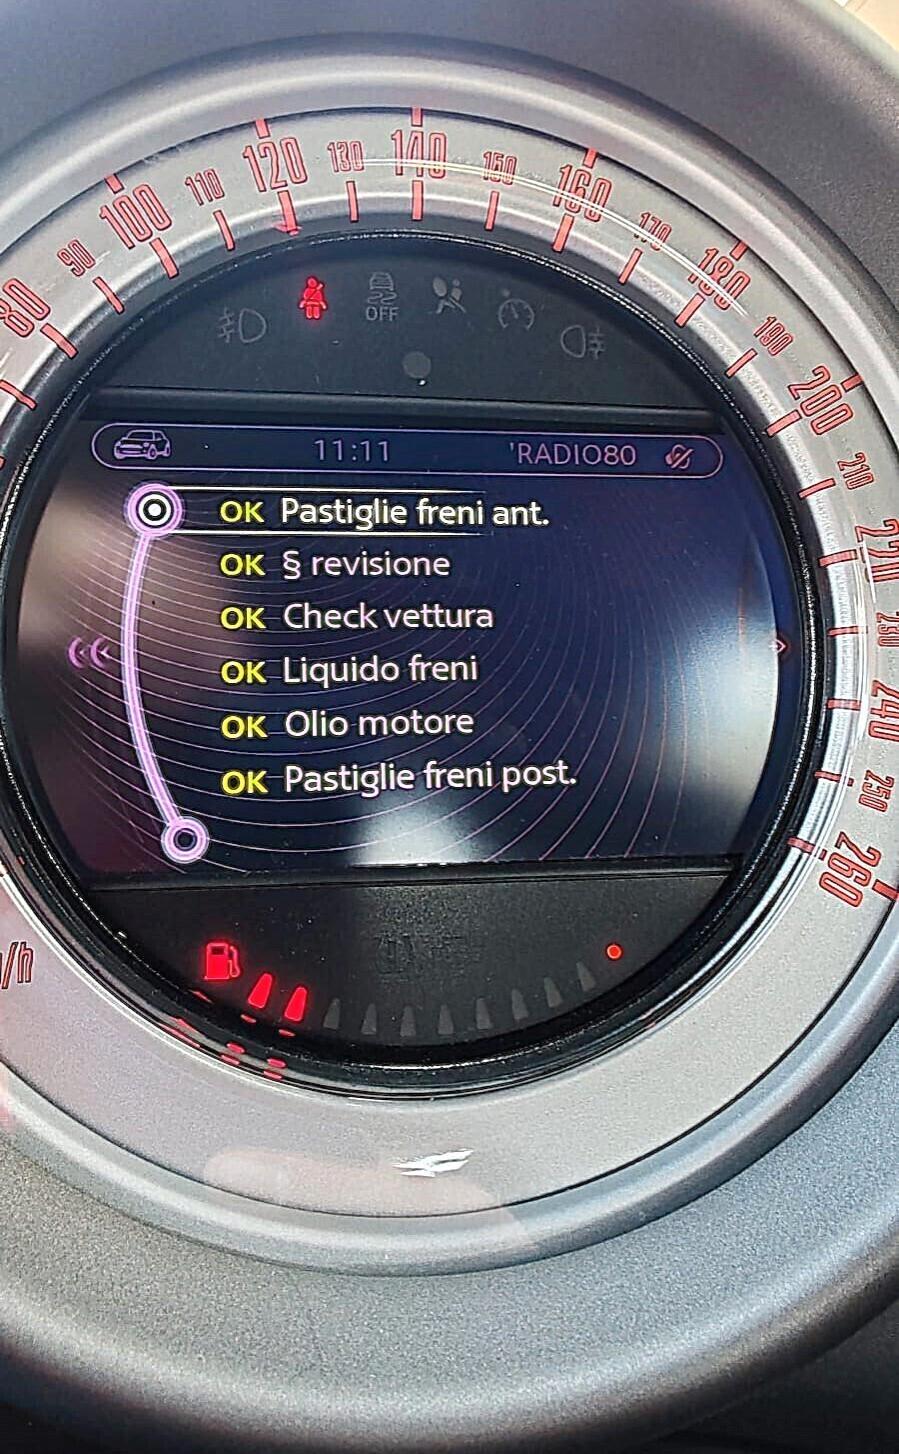 80 90 100 110 120 130 140 150 160 170 180 190 200 210
240 250 260
OFF
11:11 'RADIO80
OK Pastiglie freni ant.
OK § revisione
OK Check vettura
OK Liquido freni
OK Olio motore
OK Pastiglie freni post.
/h